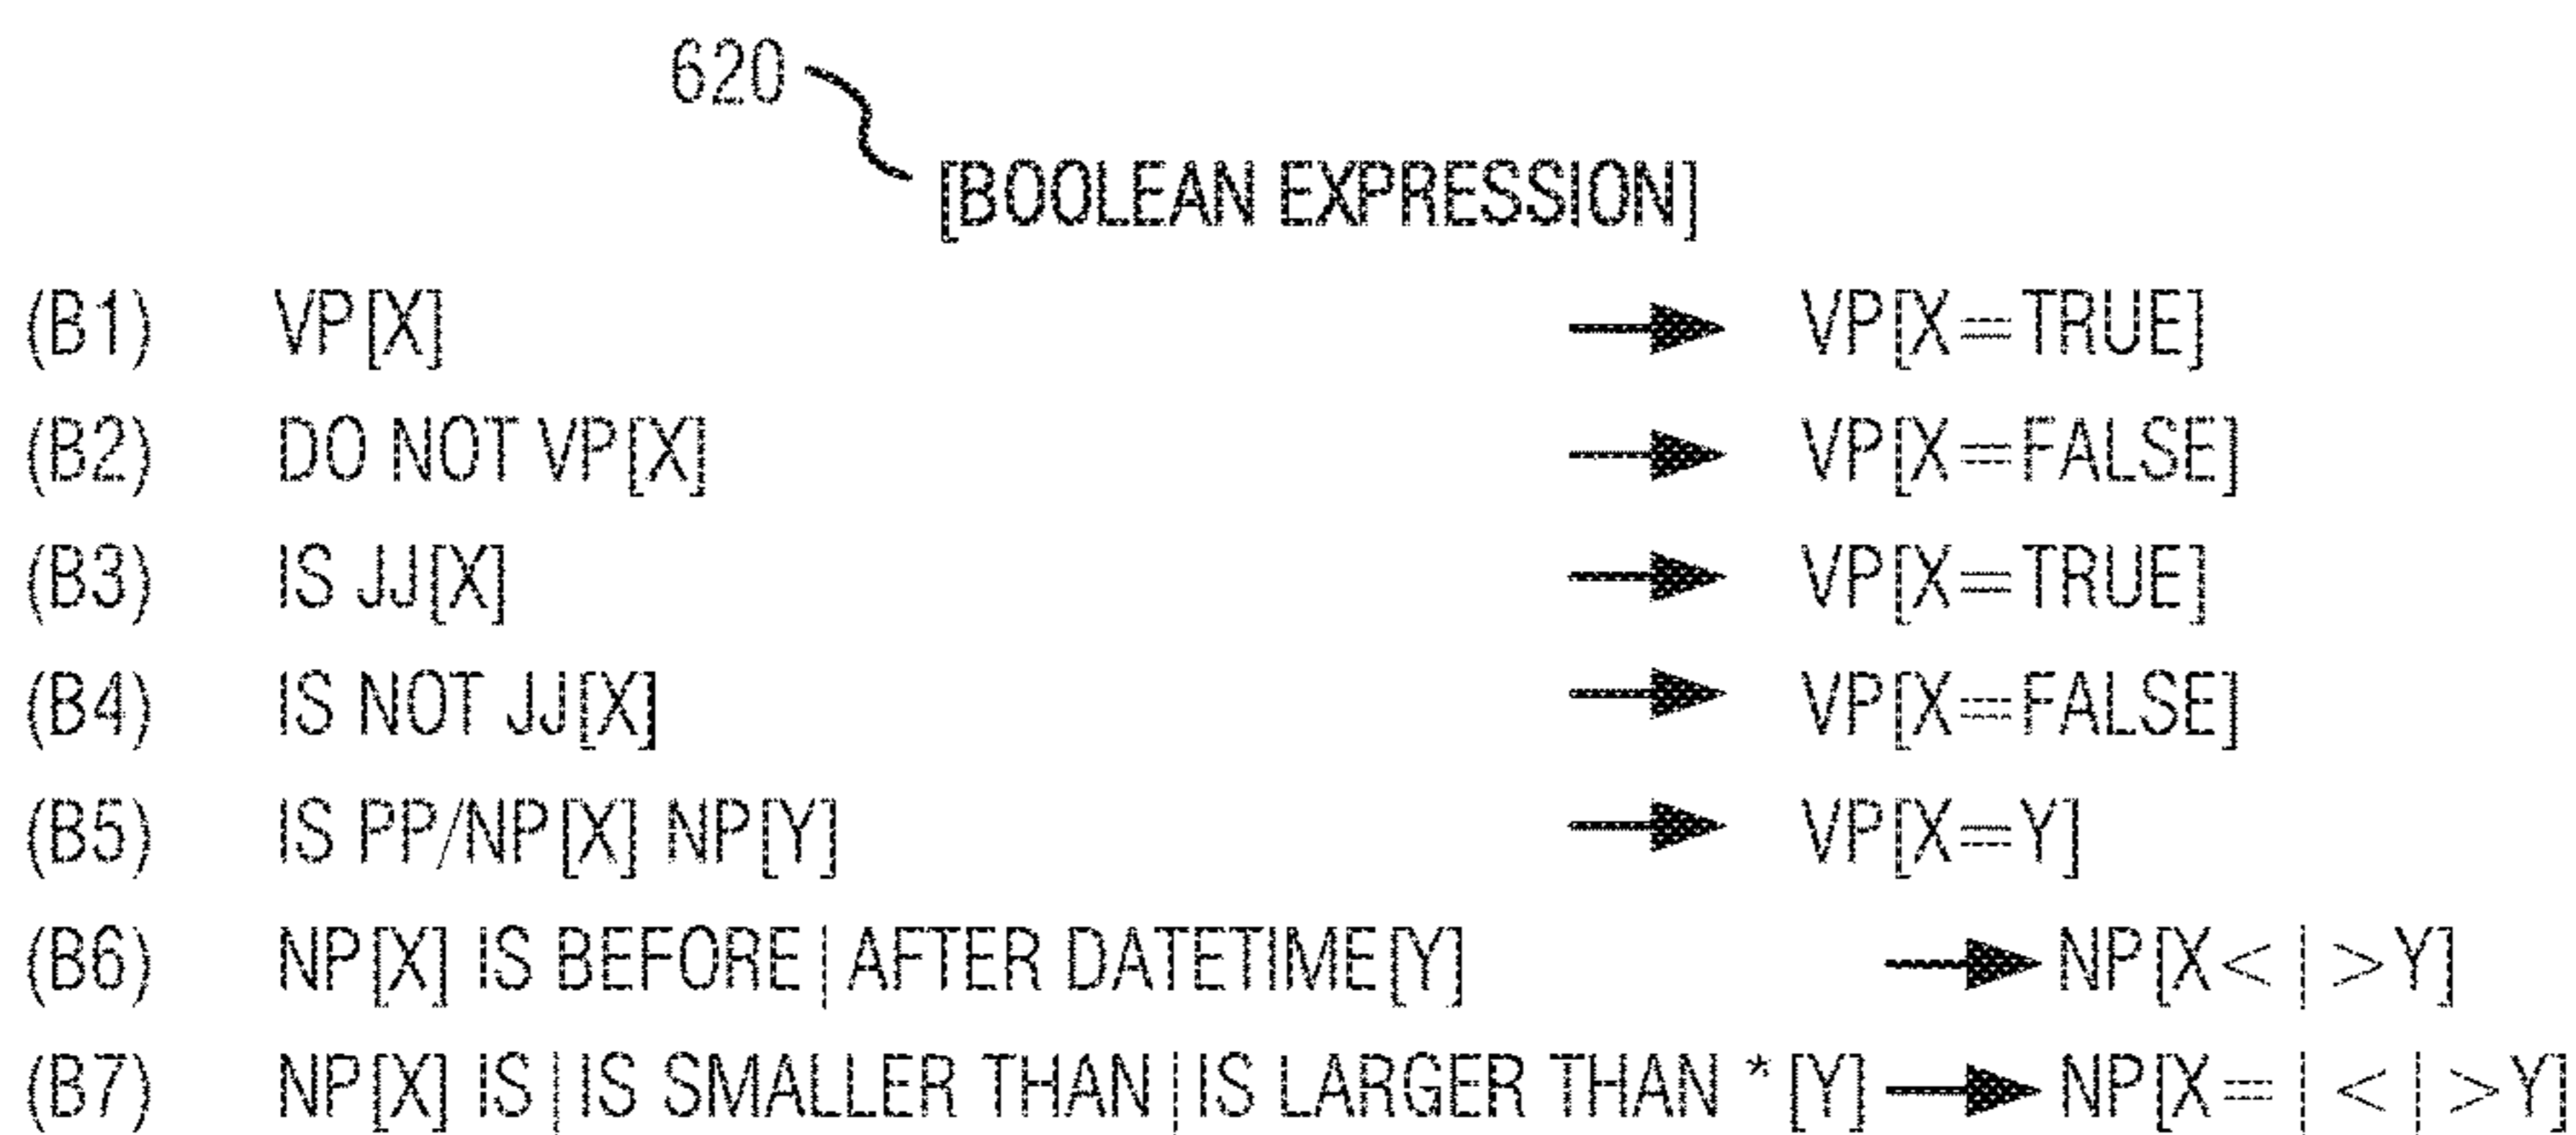 620
[BOOLEAN EXPRESSION]
(B1) VP[X] → VP[X=TRUE]
(B2) DO NOT VP[X] → VP[X=FALSE]
(B3) IS JJ[X] → VP[X=TRUE]
(B4) IS NOT JJ[X] → VP[X=FALSE]
(B5) IS PP/NP[X] NP[Y] → VP[X=Y]
(B6) NP[X] IS BEFORE|AFTER DATETIME[Y] → NP[X<|>Y]
(B7) NP[X] IS|IS SMALLER THAN|IS LARGER THAN *[Y] → NP[X=|<|>Y]